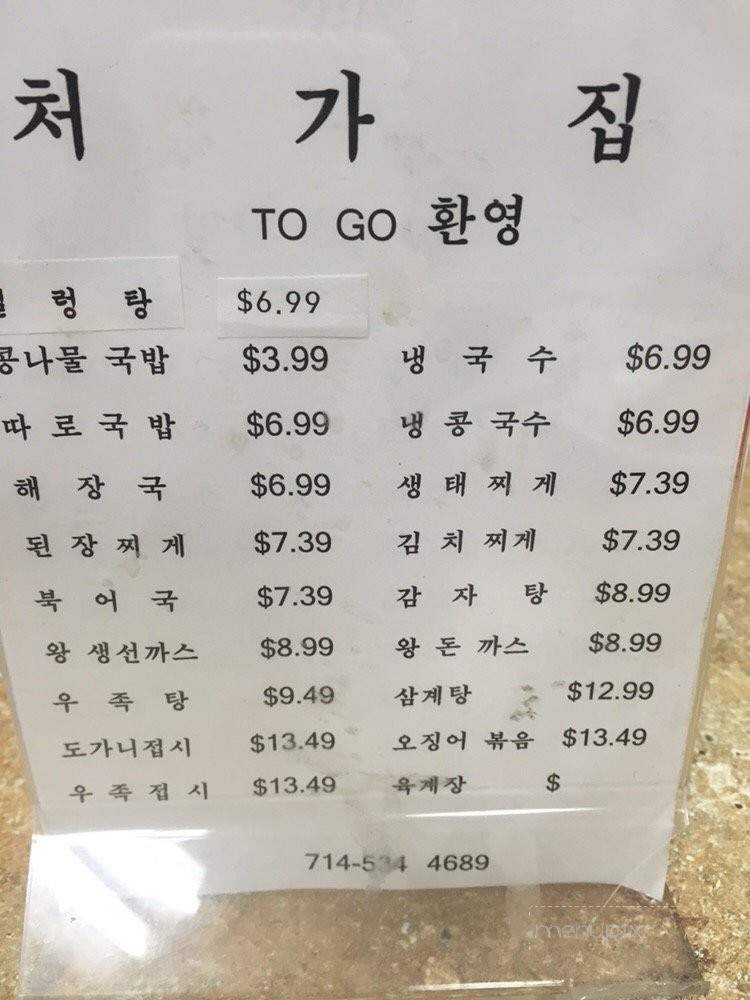 처 가 집
TO GO 환영
렁 탕 $6.99
콩나물 국밥 $3.99 냉 국 수 $6.99
따 로 국 밥 $6.99 냉 콩 국수 $6.99
해 장 국 $6.99 생 태 찌 게 $7.39
된 장 찌 게 $7.39 김 치 찌게 $7.39
북 어 국 $7.39 감 자 탕 $8.99
왕 생선까스 $8.99 왕 돈 까스 $8.99
우 족 탕 $9.49 삼계탕 $12.99
도가니접시 $13.49 오징어 볶음 $13.49
우 족 접 시 $13.49 육계장 $
714-534 4689
menupix